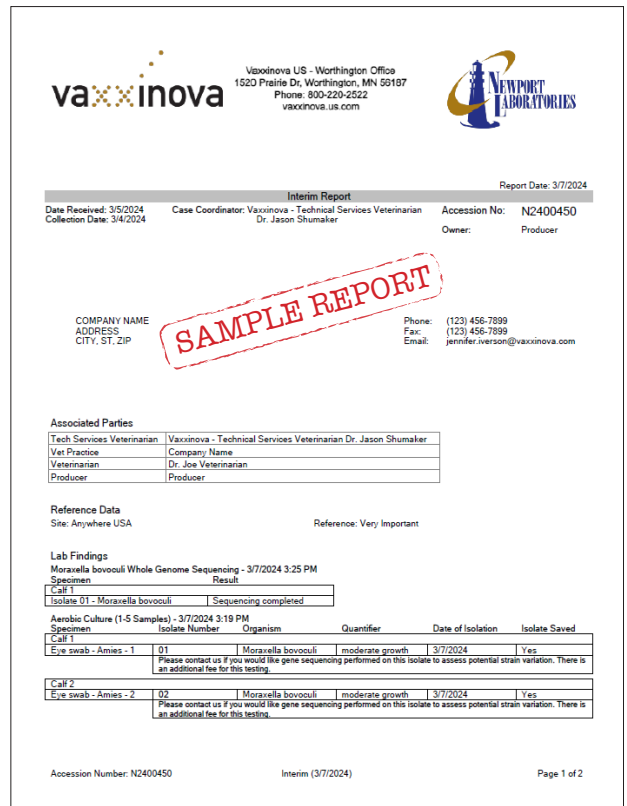 vaxxinova
Vaxxinova US - Worthington Office
1520 Prairie Dr, Worthington, MN 56187
Phone: 800-220-2522
vaxxinova.us.com
NEWPORT
LABORATORIES
Report Date: 3/7/2024
Interim Report
Date Received: 3/5/2024 Case Coordinator: Vaxxinova - Technical Services Veterinarian Accession No: N2400450
Collection Date: 3/4/2024 Dr. Jason Shumaker
Owner: Producer
SAMPLE REPORT
COMPANY NAME Phone: (123) 456-7899
ADDRESS Fax: (123) 456-7899
CITY, ST, ZIP Email: jennifer.iverson@vaxxinova.com
Associated Parties
Tech Services Veterinarian Vaxxinova - Technical Services Veterinarian Dr. Jason Shumaker
Vet Practice Company Name
Veterinarian Dr. Joe Veterinarian
Producer Producer
Reference Data
Site: Anywhere USA Reference: Very Important
Lab Findings
Moraxella bovoculi Whole Genome Sequencing - 3/7/2024 3:25 PM
Specimen Result
Calf 1
Isolate 01 - Moraxella bovoculi Sequencing completed
Aerobic Culture (1-5 Samples) - 3/7/2024 3:19 PM
Specimen Isolate Number Organism Quantifier Date of Isolation Isolate Saved
Calf 1
Eye swab - Amies - 1 01 Moraxella bovoculi moderate growth 3/7/2024 Yes
Please contact us if you would like gene sequencing performed on this isolate to assess potential strain variation. There is
an additional fee for this testing.
Calf 2
Eye swab - Amies - 2 02 Moraxella bovoculi moderate growth 3/7/2024 Yes
Please contact us if you would like gene sequencing performed on this isolate to assess potential strain variation. There is
an additional fee for this testing.
Accession Number: N2400450 Interim (3/7/2024) Page 1 of 2